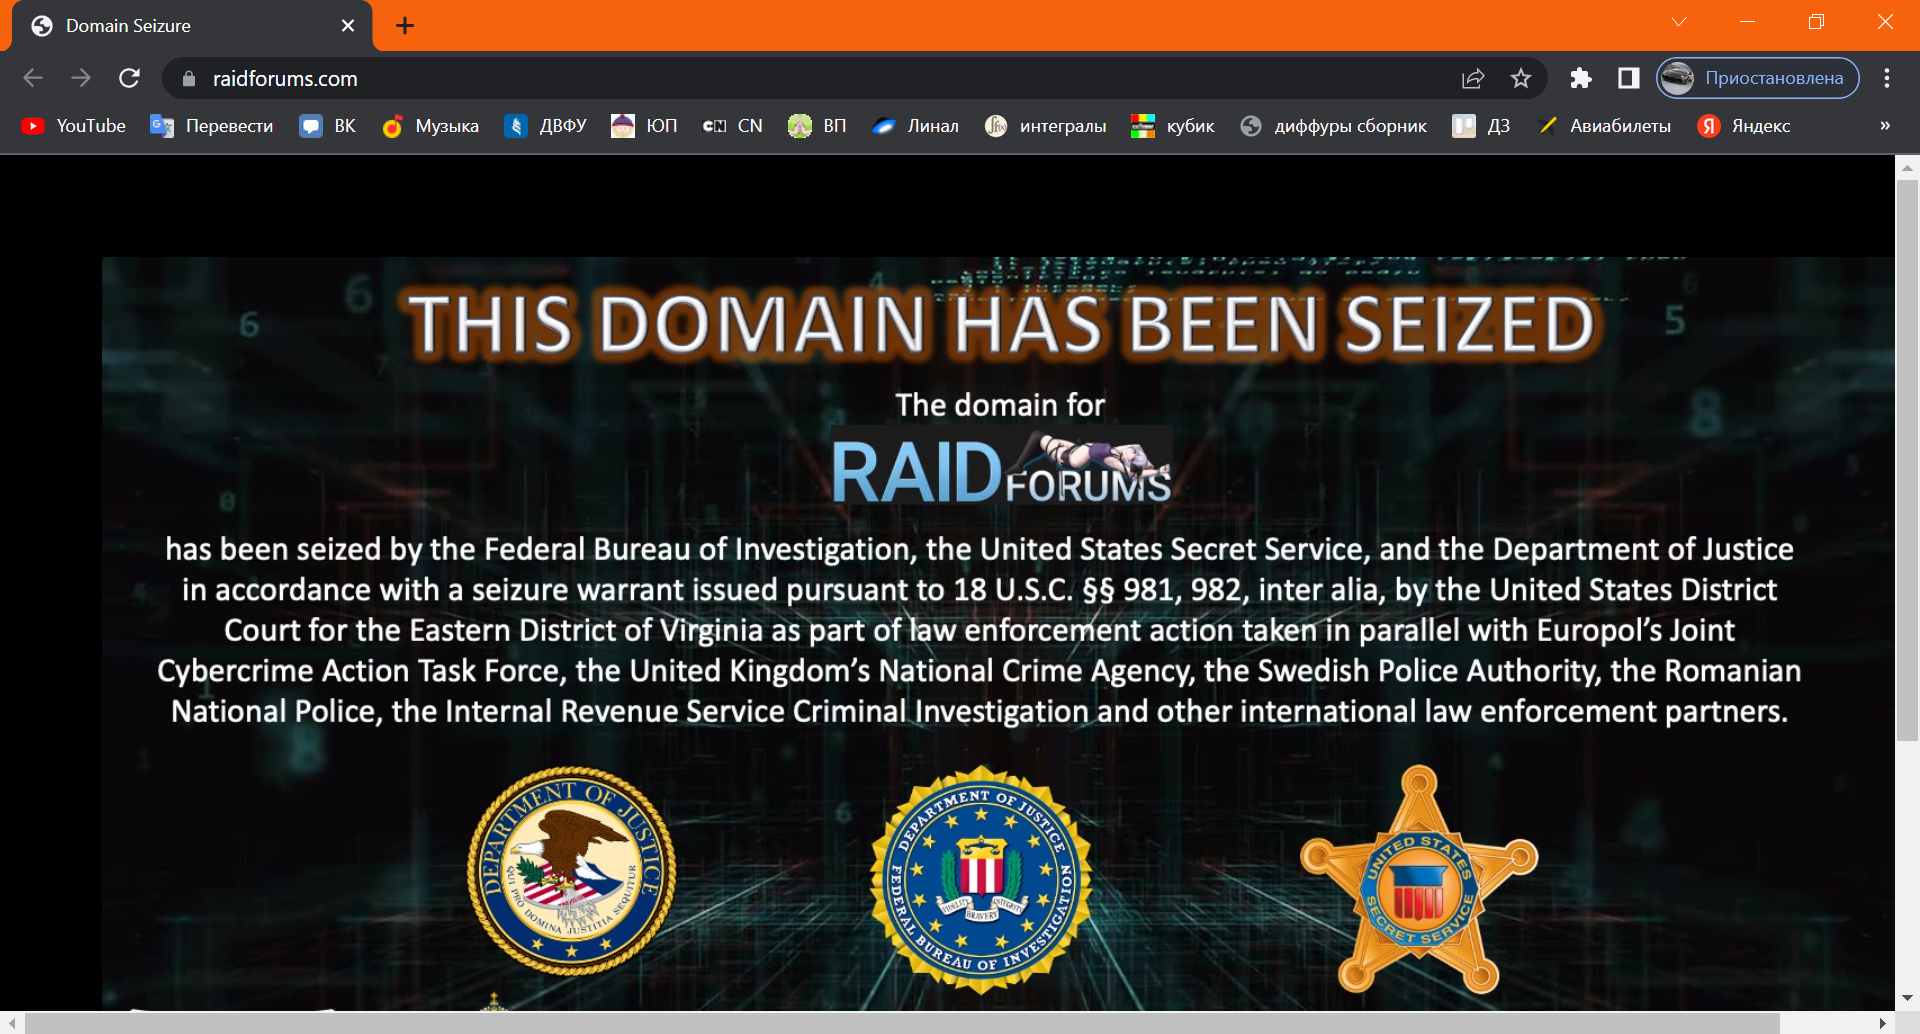 Domain Seizure
raidforums.com
Приостановлена
YouTube Перевести ВК Музыка ДВФУ ЮП CN ВП Линал интегралы кубик диффуры сборник ДЗ Авиабилеты Яндекс »
THIS DOMAIN HAS BEEN SEIZED
The domain for
RAIDFORUMS
has been seized by the Federal Bureau of Investigation, the United States Secret Service, and the Department of Justice
in accordance with a seizure warrant issued pursuant to 18 U.S.C. §§ 981, 982, inter alia, by the United States District
Court for the Eastern District of Virginia as part of law enforcement action taken in parallel with Europol’s Joint
Cybercrime Action Task Force, the United Kingdom’s National Crime Agency, the Swedish Police Authority, the Romanian
National Police, the Internal Revenue Service Criminal Investigation and other international law enforcement partners.
DEPARTMENT OF JUSTICE
QUI PRO DOMINA JUSTITIA SEQUITUR
DEPARTMENT OF JUSTICE
FIDELITY BRAVERY INTEGRITY
FEDERAL BUREAU OF INVESTIGATION
UNITED STATES
SECRET SERVICE